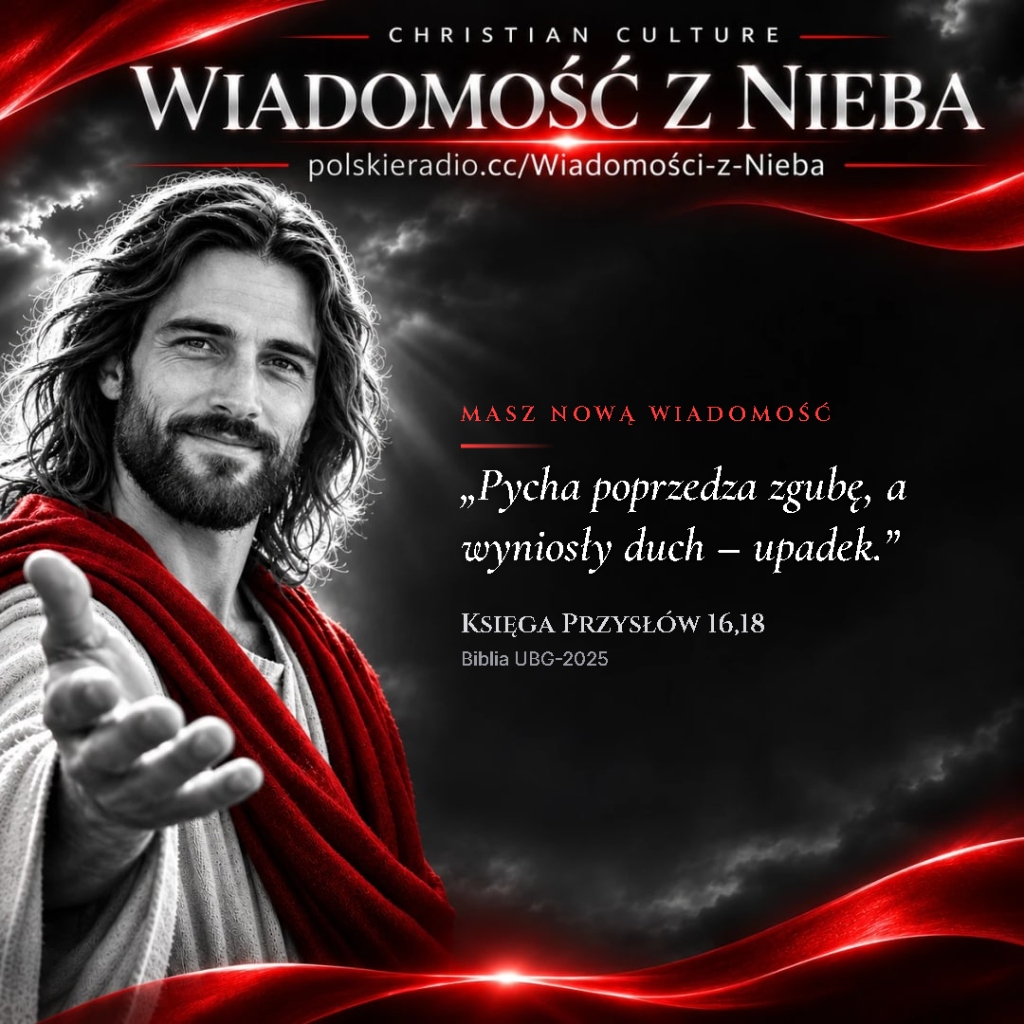 CHRISTIAN CULTURE
WIADOMOŚĆ Z NIEBA
polskieradio.cc/Wiadomości-z-Nieba
MASZ NOWĄ WIADOMOŚĆ
„Pycha poprzedza zgubę, a
wyniosły duch – upadek.”
KSIĘGA PRZYSŁÓW 16,18
Biblia UBG-2025